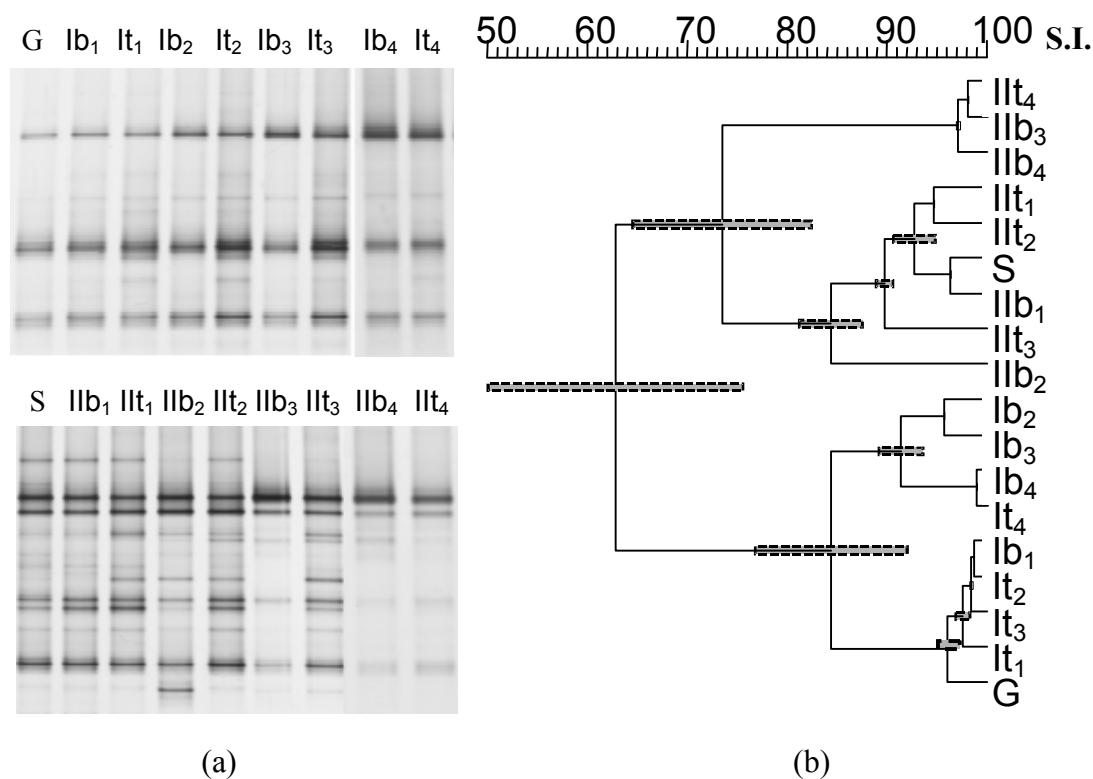 G Ib₁ It₁ Ib₂ It₂ Ib₃ It₃ Ib₄ It₄
S IIb₁ IIt₁ IIb₂ IIt₂ IIb₃ IIt₃ IIb₄ IIt₄
(a)
50 60 70 80 90 100 S.I.
IIt₄
IIb₃
IIb₄
IIt₁
IIt₂
S
IIb₁
IIt₃
IIb₂
Ib₂
Ib₃
Ib₄
It₄
Ib₁
It₂
It₃
It₁
G
(b)